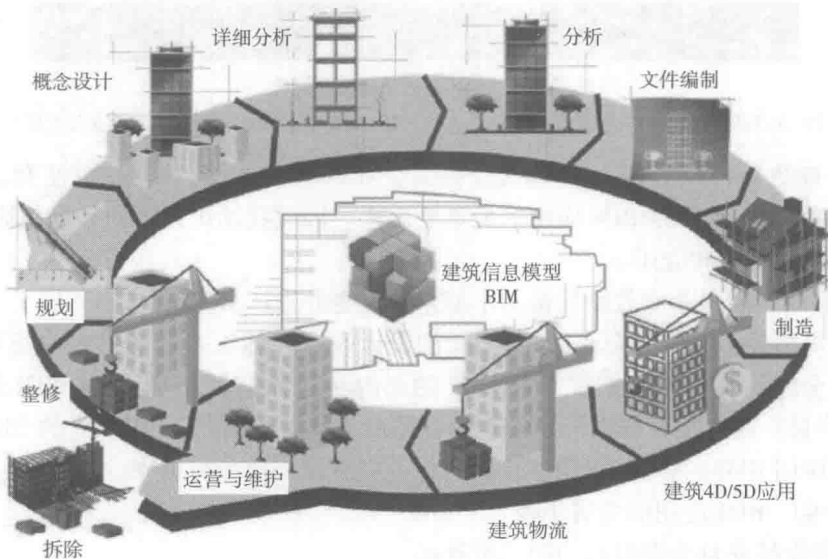 详细分析
分析
概念设计
文件编制
建筑信息模型
BIM
规划
制造
整修
运营与维护
建筑4D/5D应用
建筑物流
拆除
$